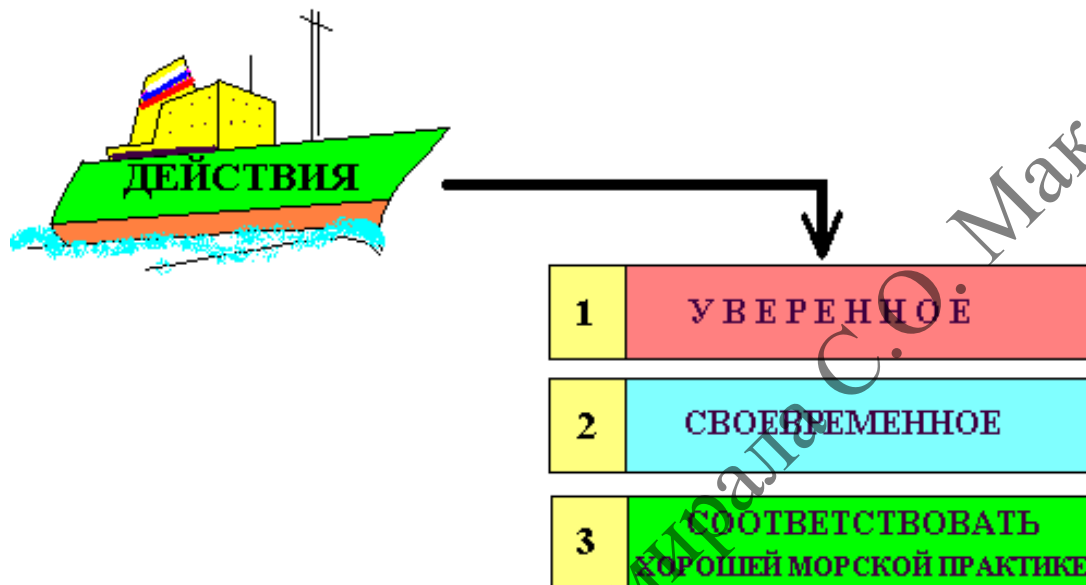 ДЕЙСТВИЯ
1 УВЕРЕННОЕ
2 СВОЕВРЕМЕННОЕ
3 СООТВЕТСТВОВАТЬ
ХОРОШЕЙ МОРСКОЙ ПРАКТИКЕ
С.О.